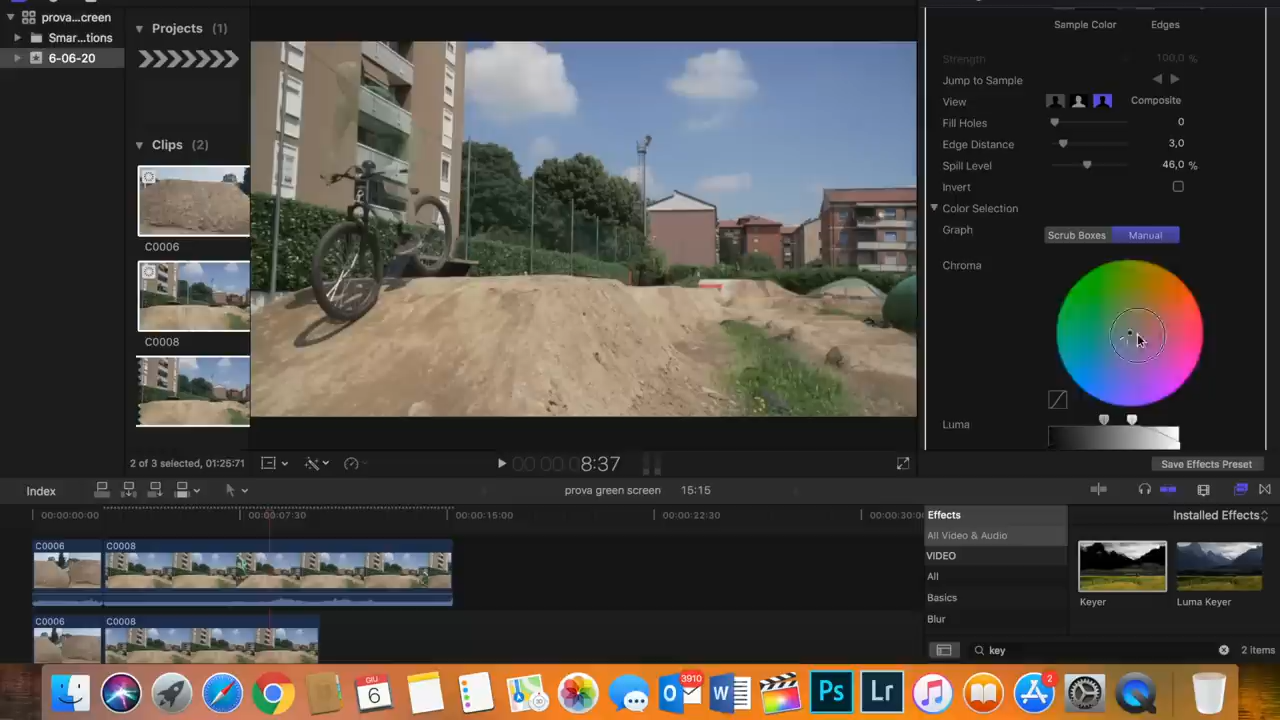 prova...creen
Smar...tions
6-06-20
Projects (1)
Clips (2)
C0006
C0008
2 of 3 selected, 01:25:71
8:37
Sample Color
Edges
Strength
100,0 %
Jump to Sample
View
Composite
Fill Holes
0
Edge Distance
3,0
Spill Level
46,0 %
Invert
Color Selection
Graph
Scrub Boxes
Manual
Chroma
Luma
Save Effects Preset
Index
prova green screen
15:15
00:00:00:00
00:00:07:30
00:00:15:00
00:00:22:30
00:00:30:0
C0006
C0008
C0006
C0008
Effects
Installed Effects
All Video & Audio
VIDEO
All
Basics
Blur
Keyer
Luma Keyer
key
2 items
GIU
6
3910
W
Ps
Lr
2